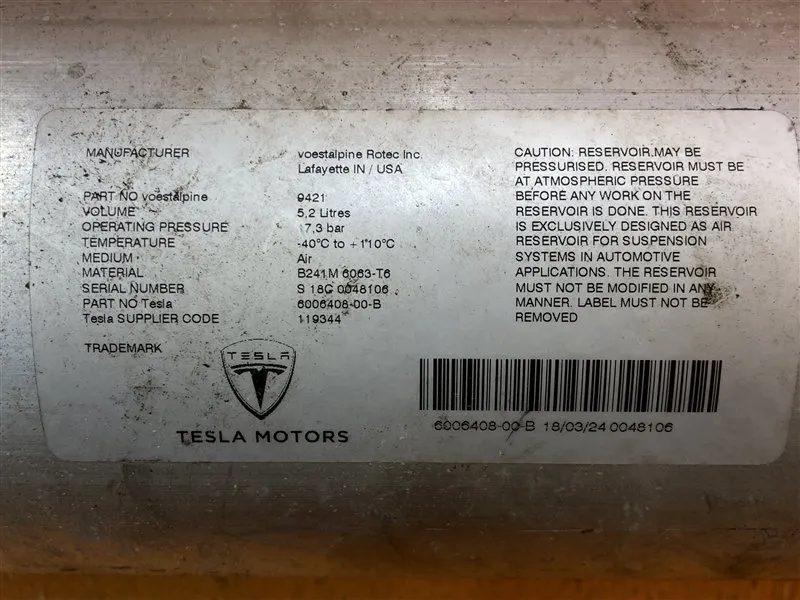 MANUFACTURER voestalpine Rotec Inc.
Lafayette IN / USA
PART NO voestalpine 9421
VOLUME 5,2 Litres
OPERATING PRESSURE 7,3 bar
TEMPERATURE -40°C to +110°C
MEDIUM Air
MATERIAL B241M 6063-T6
SERIAL NUMBER S 18C 0048106
PART NO Tesla 6006408-00-B
Tesla SUPPLIER CODE 119344
TRADEMARK
TESLA
TESLA MOTORS
CAUTION: RESERVOIR MAY BE
PRESSURISED. RESERVOIR MUST BE
AT ATMOSPHERIC PRESSURE
BEFORE ANY WORK ON THE
RESERVOIR IS DONE. THIS RESERVOIR
IS EXCLUSIVELY DESIGNED AS AIR
RESERVOIR FOR SUSPENSION
SYSTEMS IN AUTOMOTIVE
APPLICATIONS. THE RESERVOIR
MUST NOT BE MODIFIED IN ANY
MANNER. LABEL MUST NOT BE
REMOVED
6006408-00-B 18/03/24 0048106